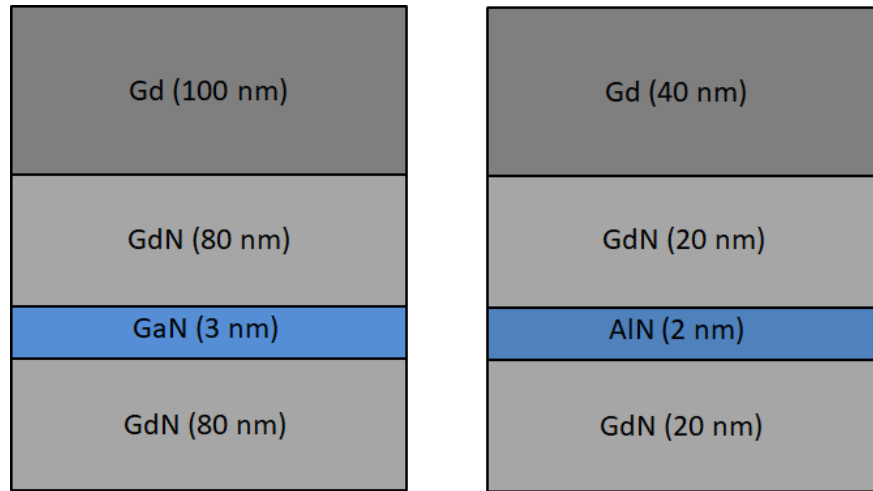 Gd (100 nm)
GdN (80 nm)
GaN (3 nm)
GdN (80 nm)
Gd (40 nm)
GdN (20 nm)
AlN (2 nm)
GdN (20 nm)